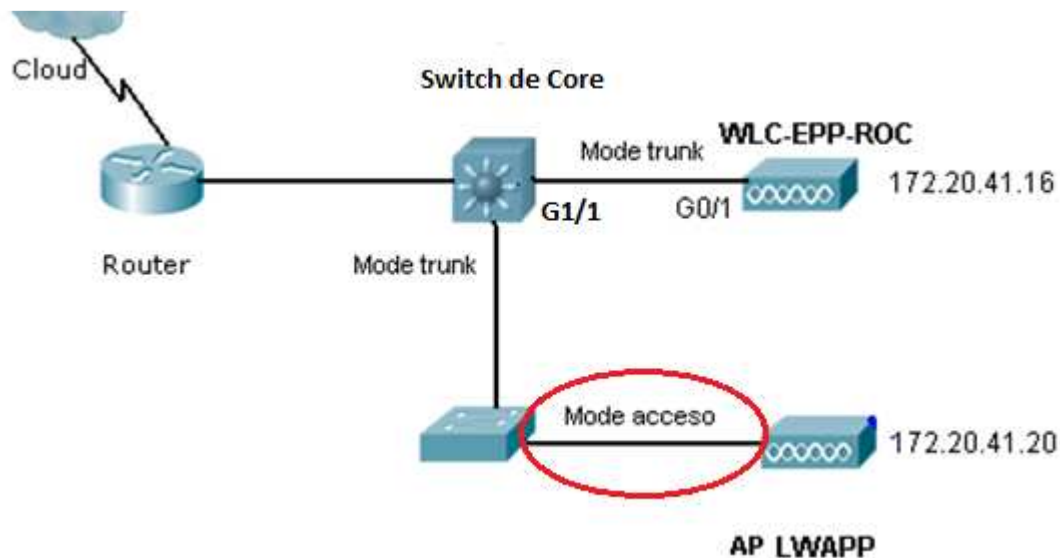 Cloud
Switch de Core
Mode trunk
WLC-EPP-ROC
172.20.41.16
G1/1
G0/1
Router
Mode trunk
Mode acceso
172.20.41.20
AP LWAPP